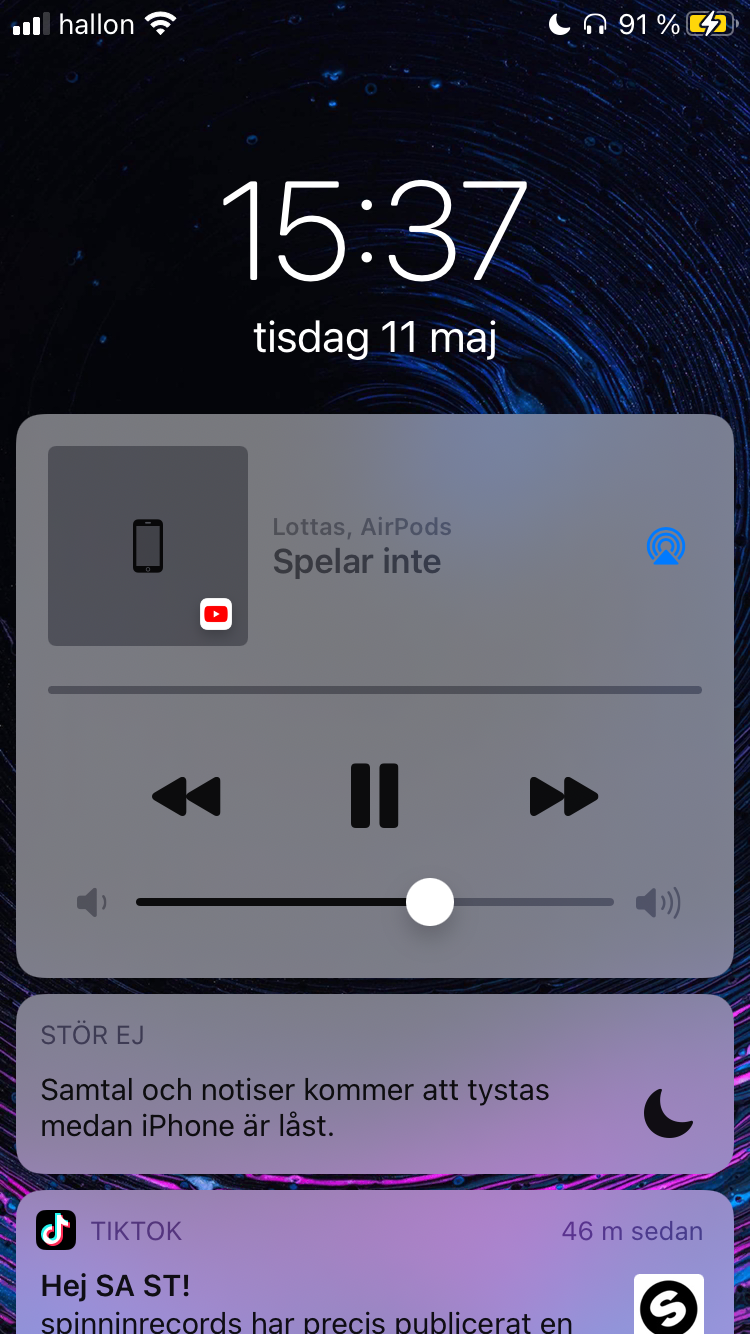 hallon 91 %
15:37
tisdag 11 maj
Lottas, AirPods
Spelar inte
STÖR EJ
Samtal och notiser kommer att tystas
medan iPhone är låst.
TIKTOK 46 m sedan
Hej SA ST!
spinninrecords har precis publicerat en